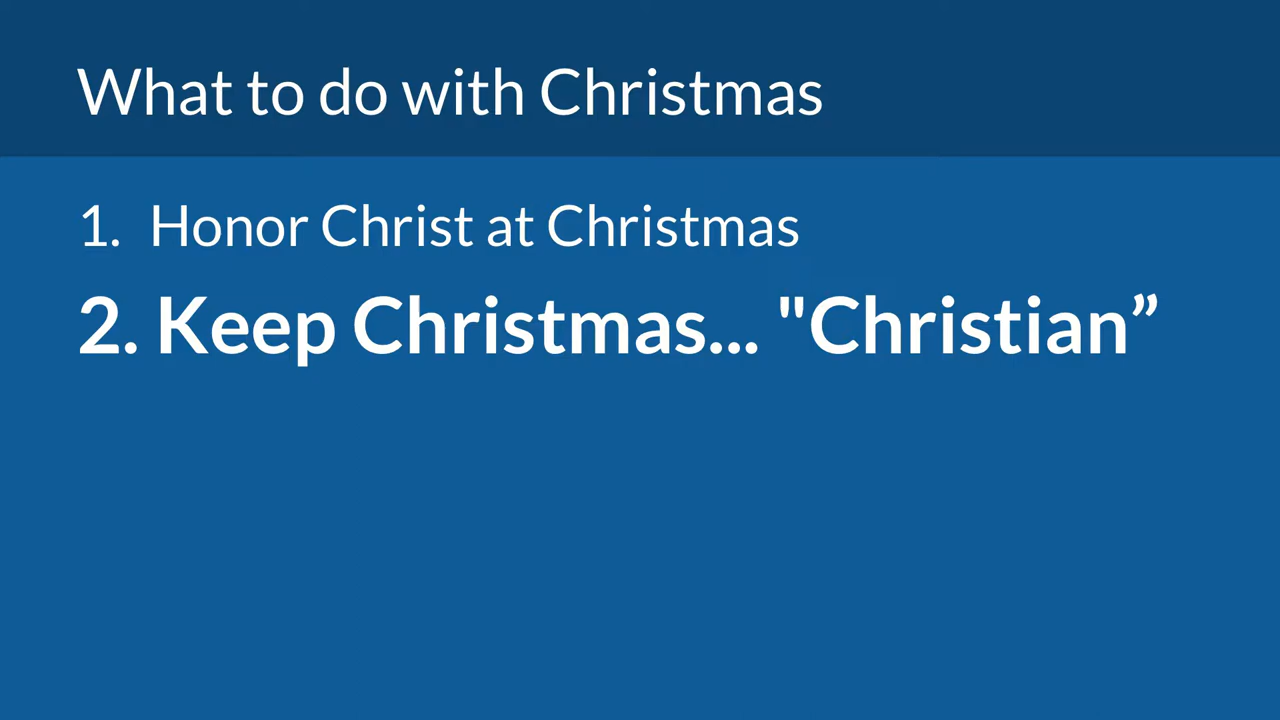 What to do with Christmas
1. Honor Christ at Christmas
2. Keep Christmas... "Christian”